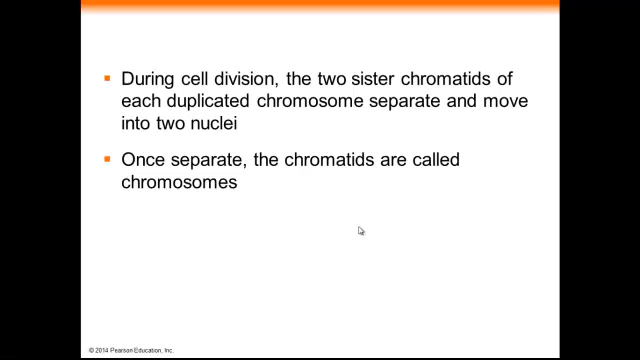 During cell division, the two sister chromatids of
each duplicated chromosome separate and move
into two nuclei
Once separate, the chromatids are called
chromosomes
© 2014 Pearson Education, Inc.